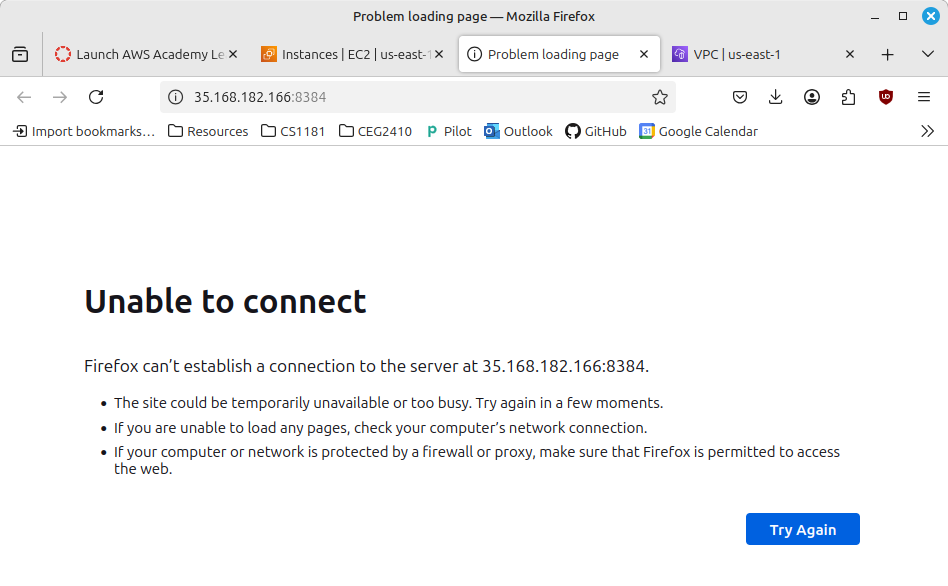 Problem loading page — Mozilla Firefox
Launch AWS Academy Le
Instances | EC2 | us-east-1
Problem loading page
VPC | us-east-1
35.168.182.166:8384
Import bookmarks...
Resources
CS1181
CEG2410
Pilot
Outlook
GitHub
31
Google Calendar
Unable to connect
Firefox can’t establish a connection to the server at 35.168.182.166:8384.
• The site could be temporarily unavailable or too busy. Try again in a few moments.
• If you are unable to load any pages, check your computer’s network connection.
• If your computer or network is protected by a firewall or proxy, make sure that Firefox is permitted to access
the web.
Try Again